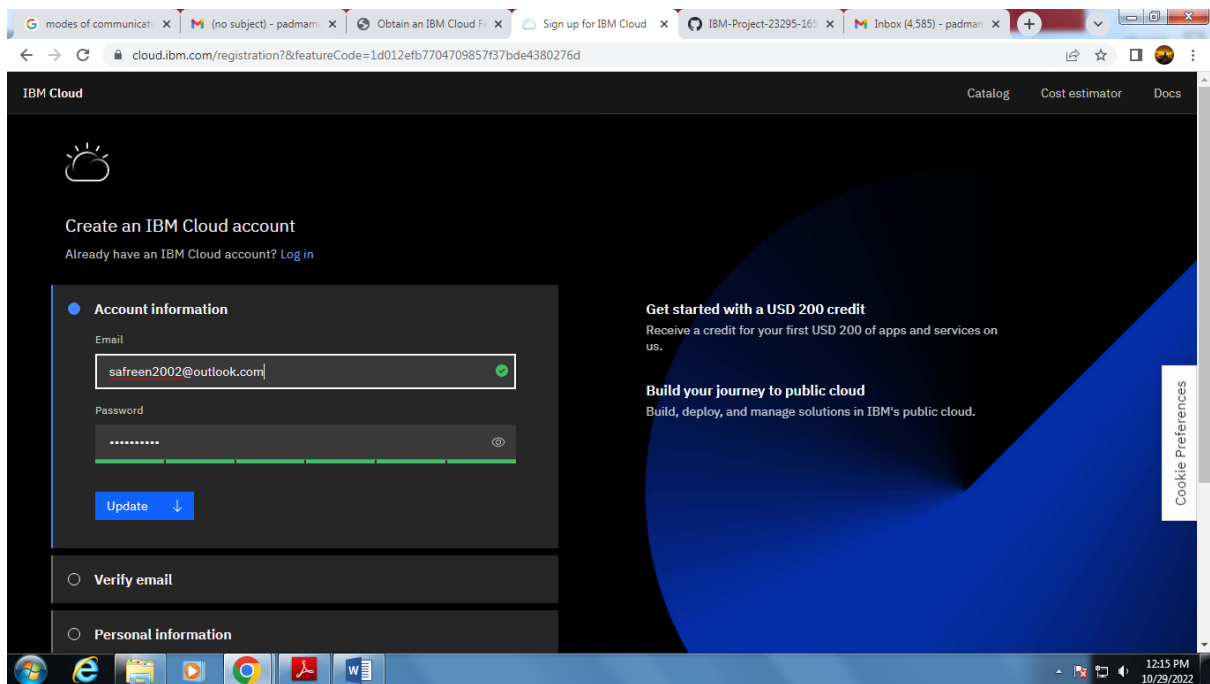 modes of communicat
(no subject) - padmam
Obtain an IBM Cloud Fe
Sign up for IBM Cloud
IBM-Project-23295-165
Inbox (4,585) - padman
cloud.ibm.com/registration?&featureCode=1d012efb7704709857f37bde4380276d
IBM Cloud
Catalog
Cost estimator
Docs
Create an IBM Cloud account
Already have an IBM Cloud account? Log in
Account information
Email
safreen2002@outlook.com
Password
••••••••••
Update
Verify email
Personal information
Get started with a USD 200 credit
Receive a credit for your first USD 200 of apps and services on
us.
Build your journey to public cloud
Build, deploy, and manage solutions in IBM's public cloud.
Cookie Preferences
12:15 PM
10/29/2022